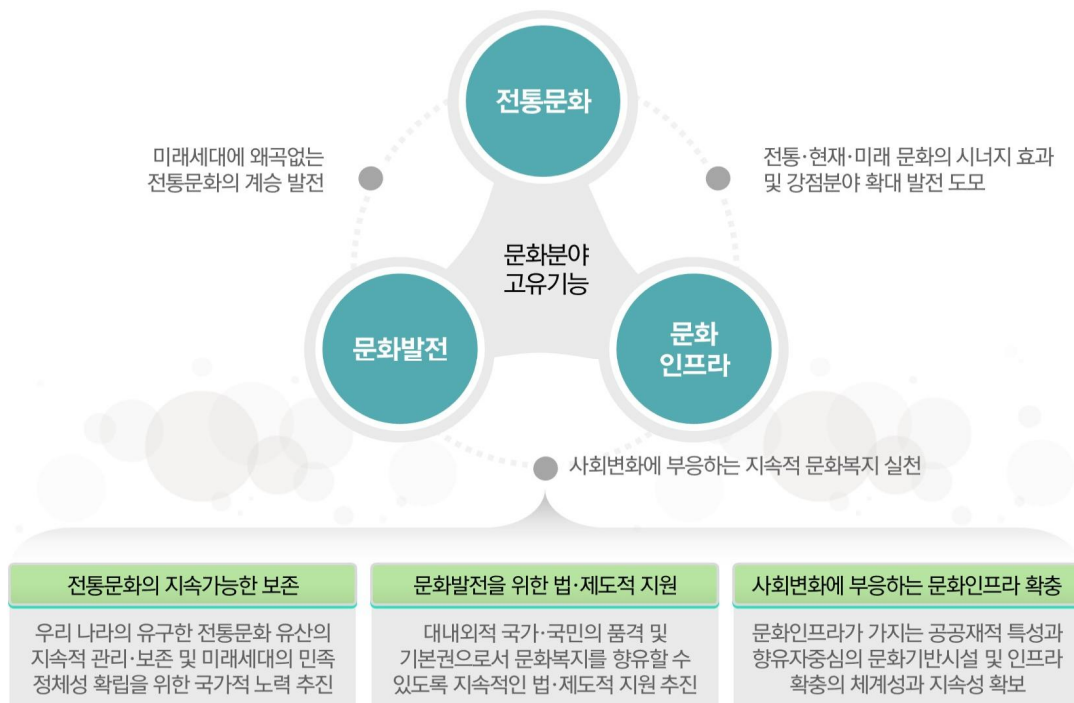 전통문화
미래세대에 왜곡없는
전통문화의 계승 발전
전통·현재·미래 문화의 시너지 효과
및 강점분야 확대 발전 도모
문화분야
고유기능
문화발전
문화
인프라
사회변화에 부응하는 지속적 문화복지 실천
전통문화의 지속가능한 보존
우리 나라의 유구한 전통문화 유산의
지속적 관리·보존 및 미래세대의 민족
정체성 확립을 위한 국가적 노력 추진
문화발전을 위한 법·제도적 지원
대내외적 국가·국민의 품격 및
기본권으로서 문화복지를 향유할 수
있도록 지속적인 법·제도적 지원 추진
사회변화에 부응하는 문화인프라 확충
문화인프라가 가지는 공공재적 특성과
향유자중심의 문화기반시설 및 인프라
확충의 체계성과 지속성 확보